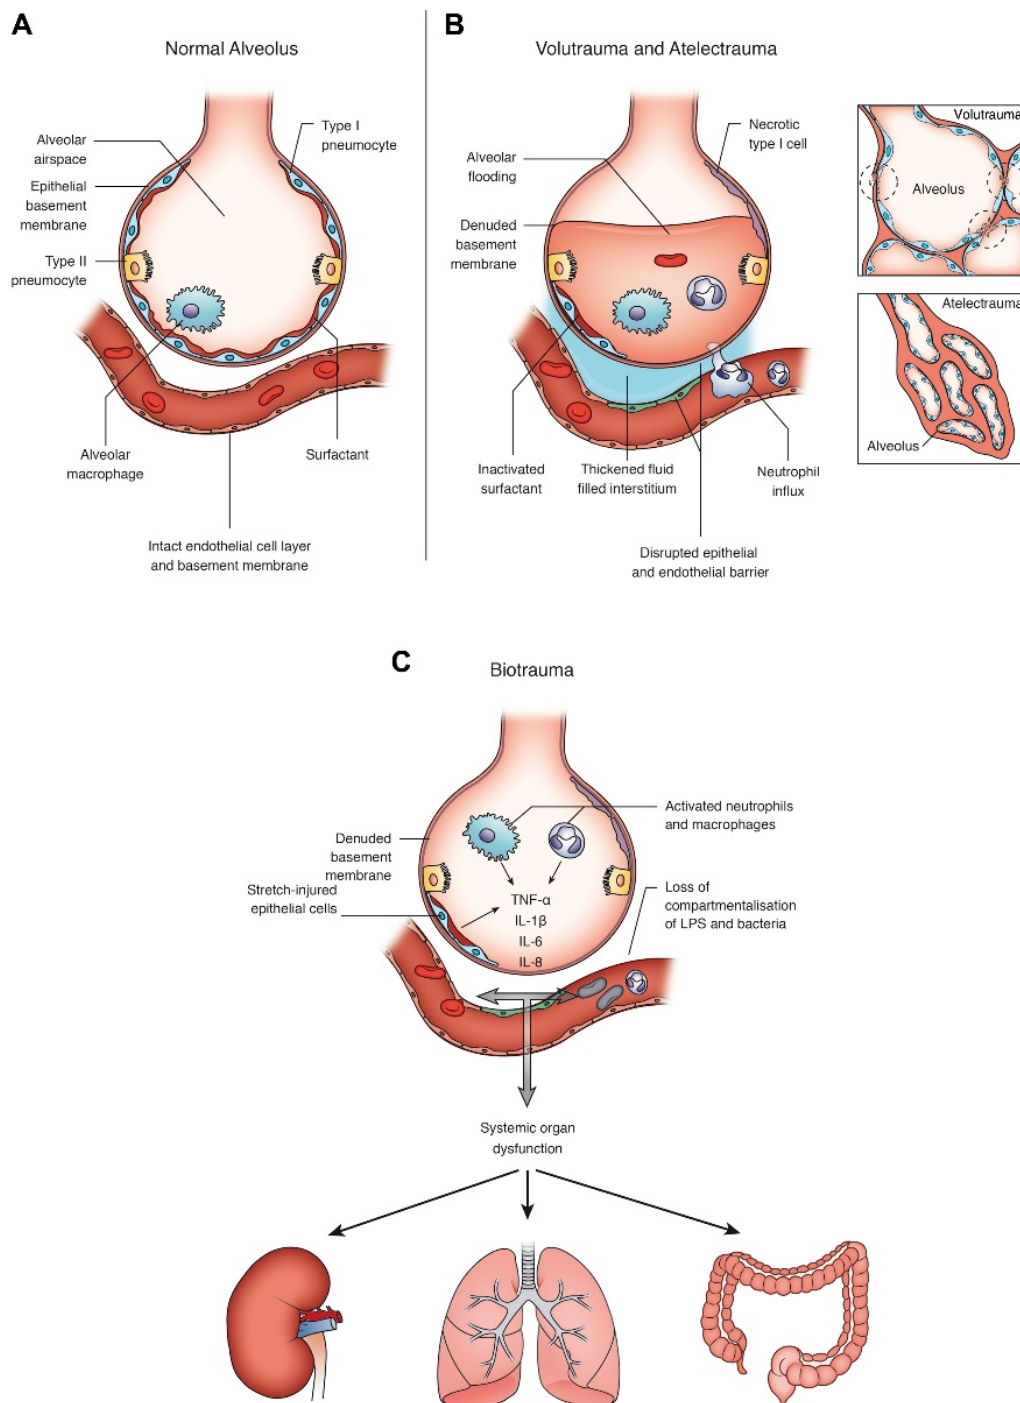 A
Normal Alveolus
Alveolar
airspace
Type I
pneumocyte
Epithelial
basement
membrane
Type II
pneumocyte
Alveolar
macrophage
Surfactant
Intact endothelial cell layer
and basement membrane
B
Volutrauma and Atelectrauma
Alveolar
flooding
Necrotic
type I cell
Denuded
basement
membrane
Inactivated
surfactant
Thickened fluid
filled interstitium
Neutrophil
influx
Disrupted epithelial
and endothelial barrier
Volutrauma
Alveolus
Atelectrauma
Alveolus
C
Biotrauma
Activated neutrophils
and macrophages
Denuded
basement
membrane
Stretch-injured
epithelial cells
TNF-α
IL-1β
IL-6
IL-8
Loss of
compartmentalisation
of LPS and bacteria
Systemic organ
dysfunction